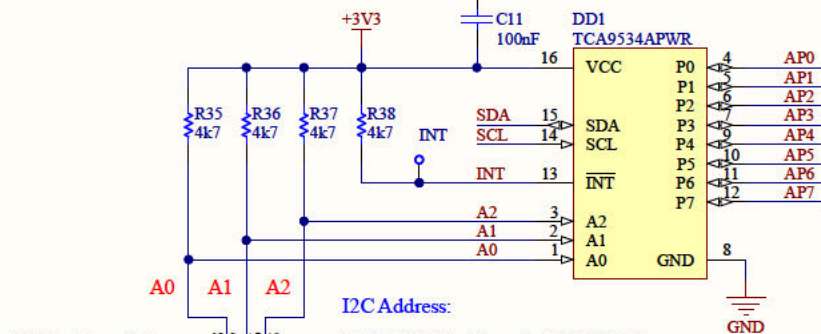 +3V3
C11
100nF
DD1
TCA9534APWR
R35
4k7
R36
4k7
R37
4k7
R38
4k7
INT
16 VCC
SDA 15 SDA
SCL 14 SCL
INT 13 INT
A2 3 A2
A1 2 A1
A0 1 A0
P0 4 AP0
P1 5 AP1
P2 6 AP2
P3 7 AP3
P4 9 AP4
P5 10 AP5
P6 11 AP6
P7 12 AP7
GND 8
GND
A0 A1 A2
I2C Address: